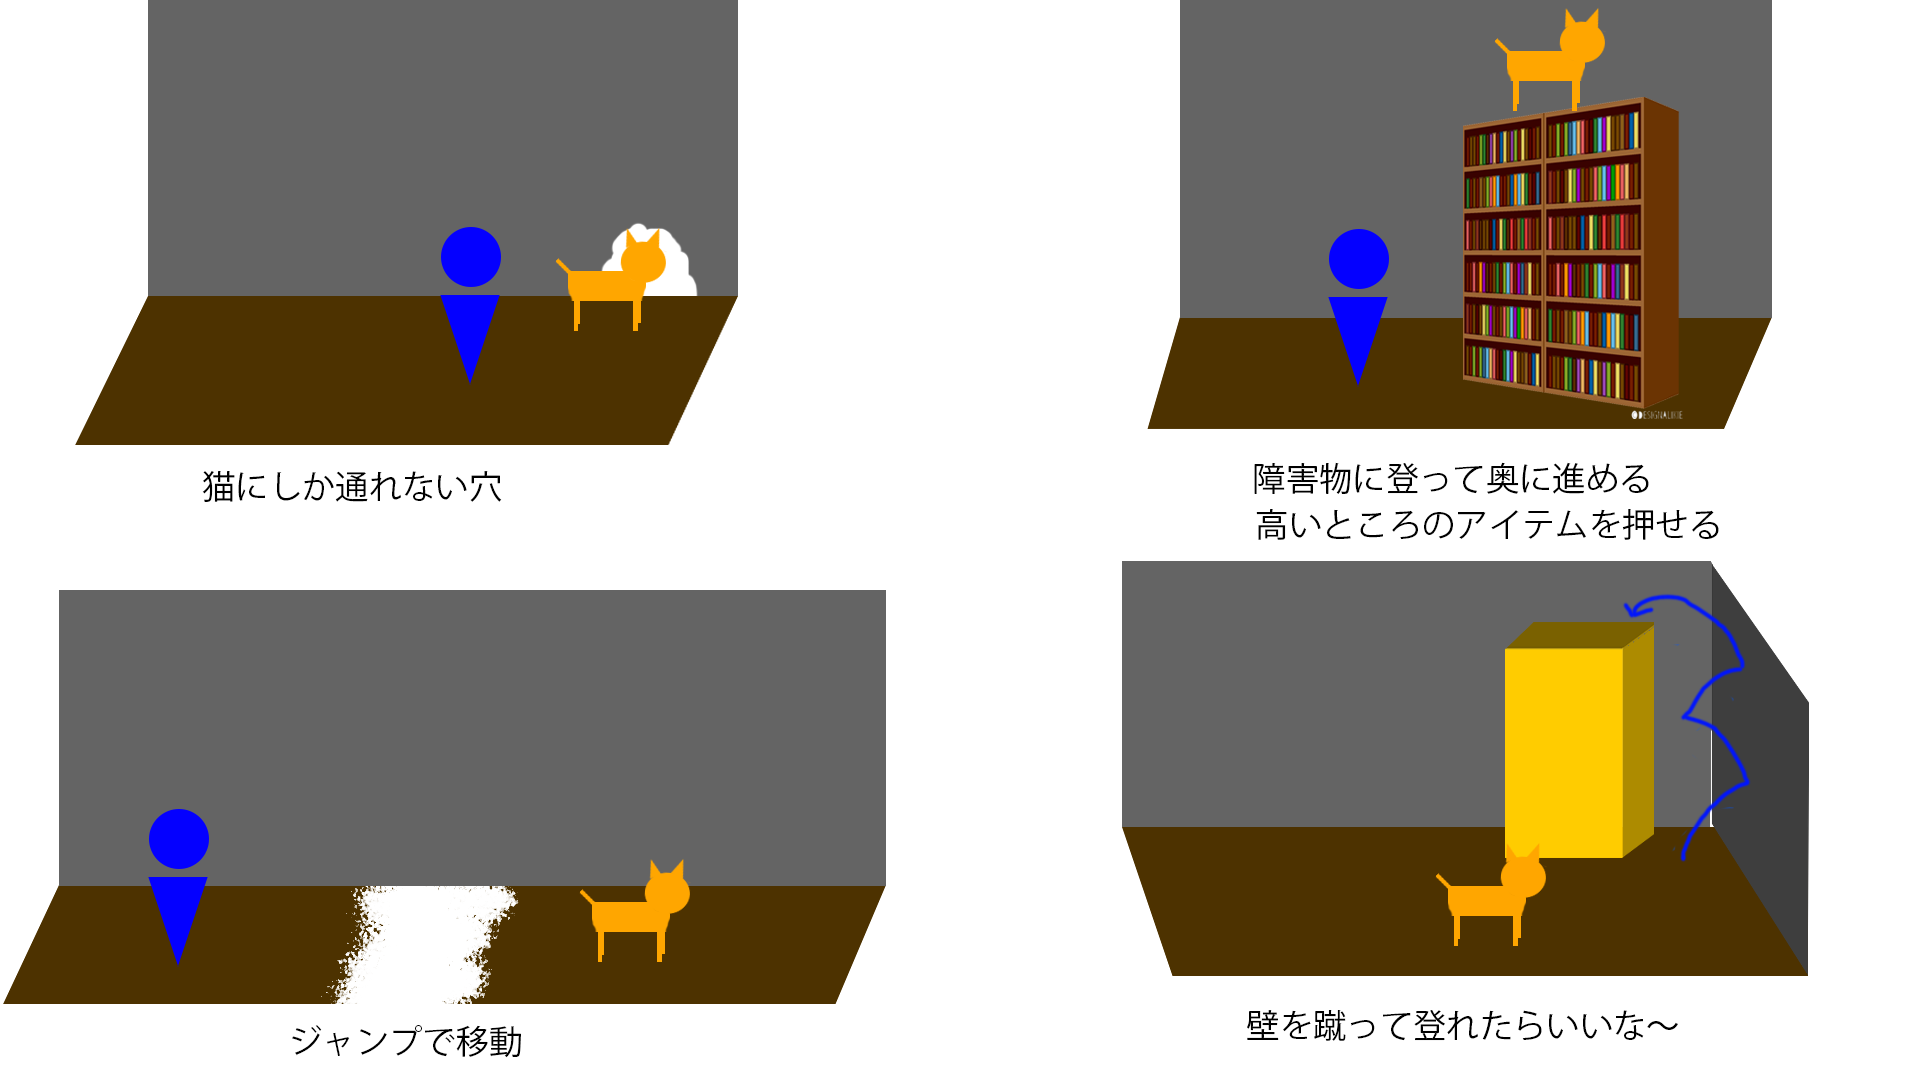 猫にしか通れない穴
障害物に登って奥に進める
高いところのアイテムを押せる
ジャンプで移動
壁を蹴って登れたらいいな～